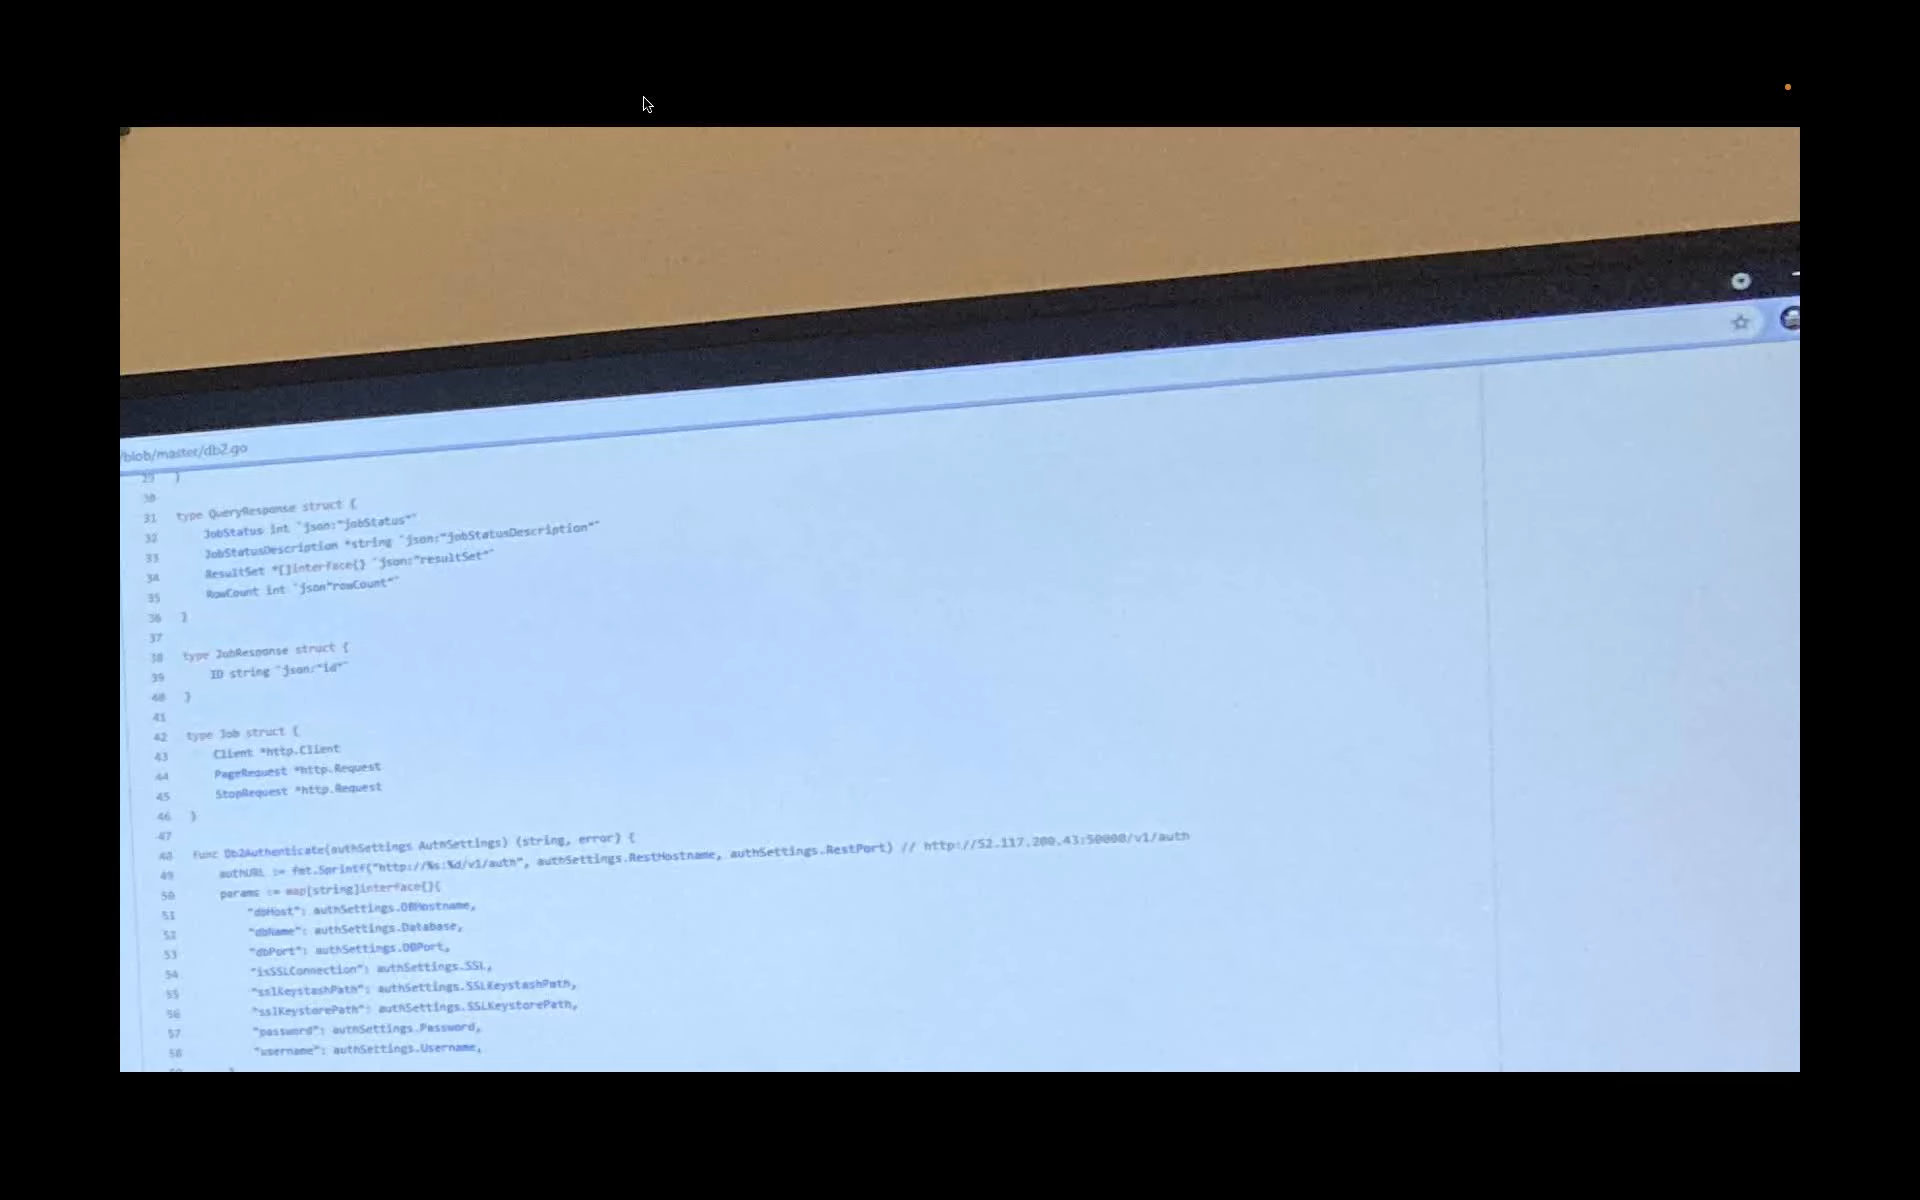 /blob/master/db2.go
29 }
30
31 type QueryResponse struct {
32 JobStatus int `json:"jobStatus"`
33 JobStatusDescription *string `json:"jobStatusDescription"`
34 ResultSet *[]interface{} `json:"resultSet"`
35 RowCount int `json"rowCount"`
36 }
37
38 type JobResponse struct {
39 ID string `json:"id"`
40 }
41
42 type Job struct {
43 Client *http.Client
44 PageRequest *http.Request
45 StopRequest *http.Request
46 }
47
48 func Db2Authenticate(authSettings AuthSettings) (string, error) {
49 authURL := fmt.Sprintf("http://%s:%d/v1/auth", authSettings.RestHostname, authSettings.RestPort) // http://52.117.200.43:50000/v1/auth
50 params := map[string]interface{}{
51 "dbHost": authSettings.DBHostname,
52 "dbName": authSettings.Database,
53 "dbPort": authSettings.DBPort,
54 "isSSLConnection": authSettings.SSL,
55 "sslKeystashPath": authSettings.SSLKeystashPath,
56 "sslKeystorePath": authSettings.SSLKeystorePath,
57 "password": authSettings.Password,
58 "username": authSettings.Username,